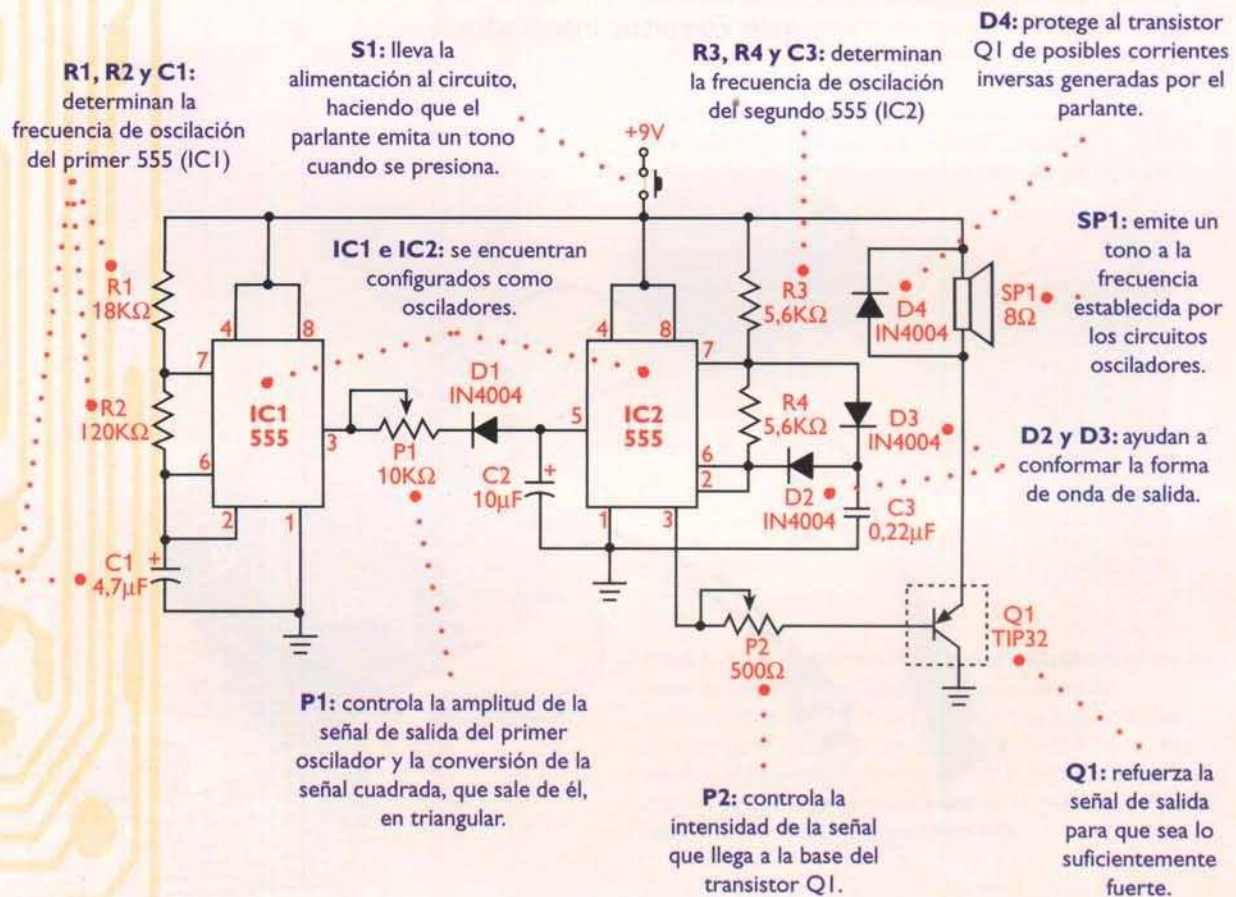 R1, R2 y C1:
determinan la
frecuencia de oscilación
del primer 555 (IC1)
S1: lleva la
alimentación al circuito,
haciendo que el
parlante emita un tono
cuando se presiona.
R3, R4 y C3: determinan
la frecuencia de oscilación
del segundo 555 (IC2)
D4: protege al transistor
Q1 de posibles corrientes
inversas generadas por el
parlante.
+9V
IC1 e IC2: se encuentran
configurados como
osciladores.
SP1: emite un
tono a la
frecuencia
establecida por
los circuitos
osciladores.
R1
18KΩ
R2
120KΩ
C1
+
4,7µF
4
8
7
6
2
1
3
IC1
555
P1
10KΩ
D1
IN4004
C2
+
10µF
5
4
8
7
6
2
1
3
IC2
555
R3
5,6KΩ
R4
5,6KΩ
D3
IN4004
D2
IN4004
C3
0,22µF
D4
IN4004
SP1
8Ω
D2 y D3: ayudan a
conformar la forma
de onda de salida.
P2
500Ω
Q1
TIP32
P1: controla la amplitud de la
señal de salida del primer
oscilador y la conversión de la
señal cuadrada, que sale de él,
en triangular.
P2: controla la
intensidad de la señal
que llega a la base del
transistor Q1.
Q1: refuerza la
señal de salida
para que sea lo
suficientemente
fuerte.